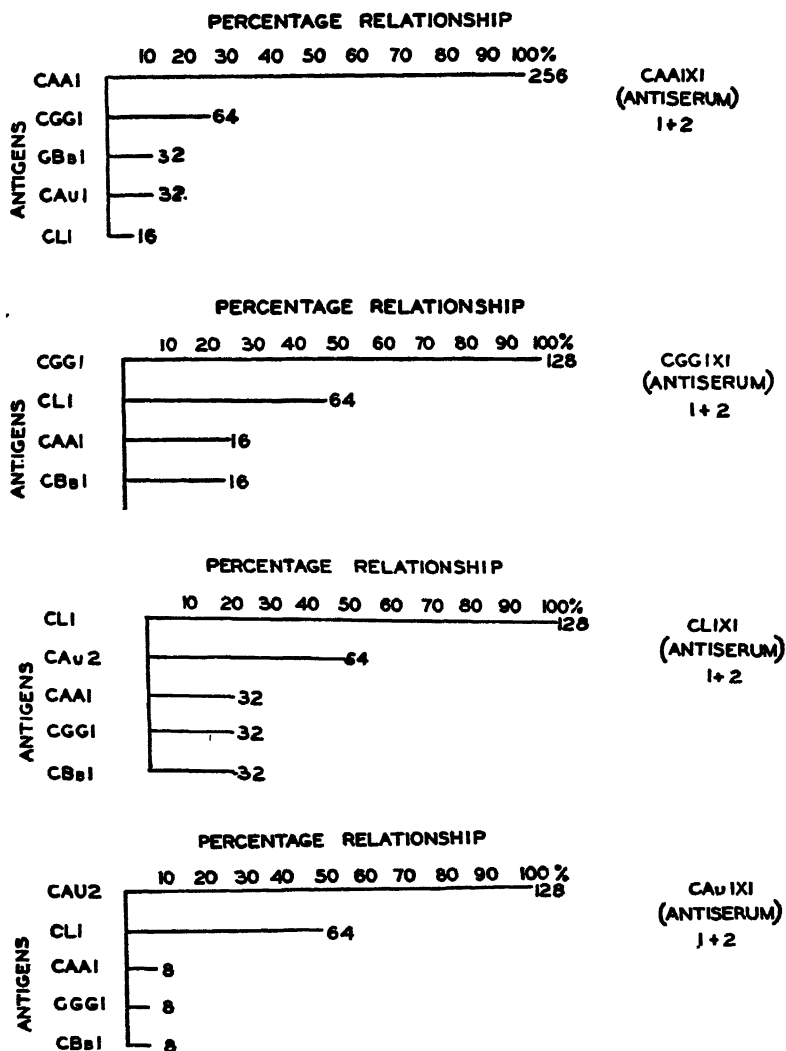 PERCENTAGE RELATIONSHIP
10 20 30 40 50 60 70 80 90 100%
CAA1 256
CGG1 64
GBB1 32
CAU1 32.
CL1 16
ANTIGENS
CAA1X1
(ANTISERUM)
1+2
PERCENTAGE RELATIONSHIP
10 20 30 40 50 60 70 80 90 100%
CGG1 128
CL1 64
CAA1 16
CBB1 16
ANTIGENS
CGG1X1
(ANTISERUM)
1+2
PERCENTAGE RELATIONSHIP
10 20 30 40 50 60 70 80 90 100%
CL1 128
CAU2 64
CAA1 32
CGG1 32
CBB1 32
ANTIGENS
CL1X1
(ANTISERUM)
1+2
PERCENTAGE RELATIONSHIP
10 20 30 40 50 60 70 80 90 100%
CAU2 128
CL1 64
CAA1 8
GGG1 8
CBB1 8
ANTIGENS
CAU1X1
(ANTISERUM)
1+2